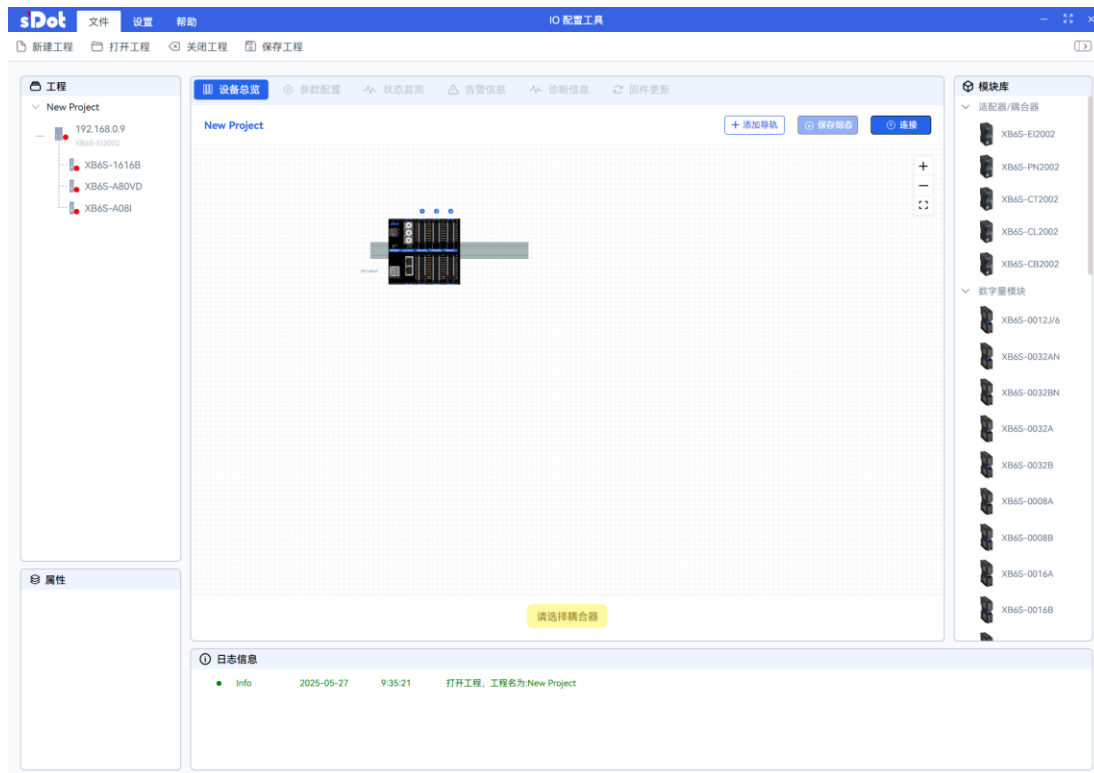 sDot 文件 设置 帮助 IO 配置工具
新建工程 打开工程 关闭工程 保存工程
工程
New Project
192.168.0.9
XB6S-EI2002
XB6S-1616B
XB6S-A80VD
XB6S-A08I
属性
设备总览 参数配置 状态监测 告警信息 诊断信息 固件更新
New Project 添加导轨 保存组态 连接
请选择耦合器
日志信息
Info 2025-05-27 9:35:21 打开工程，工程名为:New Project
模块库
适配器/耦合器
XB6S-EI2002
XB6S-PN2002
XB6S-CT2002
XB6S-CL2002
XB6S-CB2002
数字量模块
XB6S-0012J/6
XB6S-0032AN
XB6S-0032BN
XB6S-0032A
XB6S-0032B
XB6S-0008A
XB6S-0008B
XB6S-0016A
XB6S-0016B